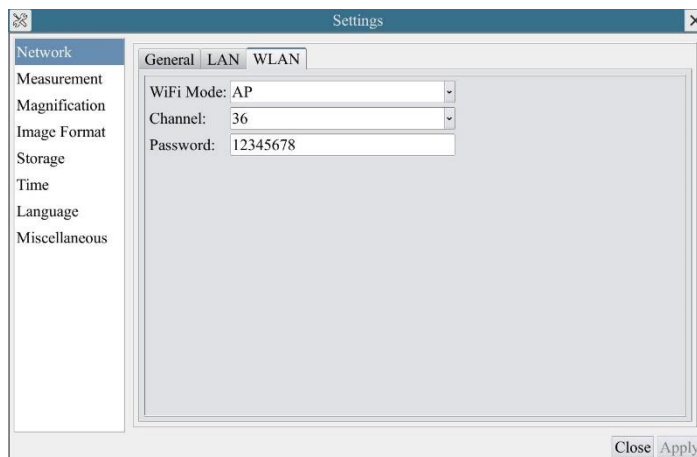 Settings
Network
Measurement
Magnification
Image Format
Storage
Time
Language
Miscellaneous
General LAN WLAN
WiFi Mode: AP
Channel: 36
Password: 12345678
Close Apply